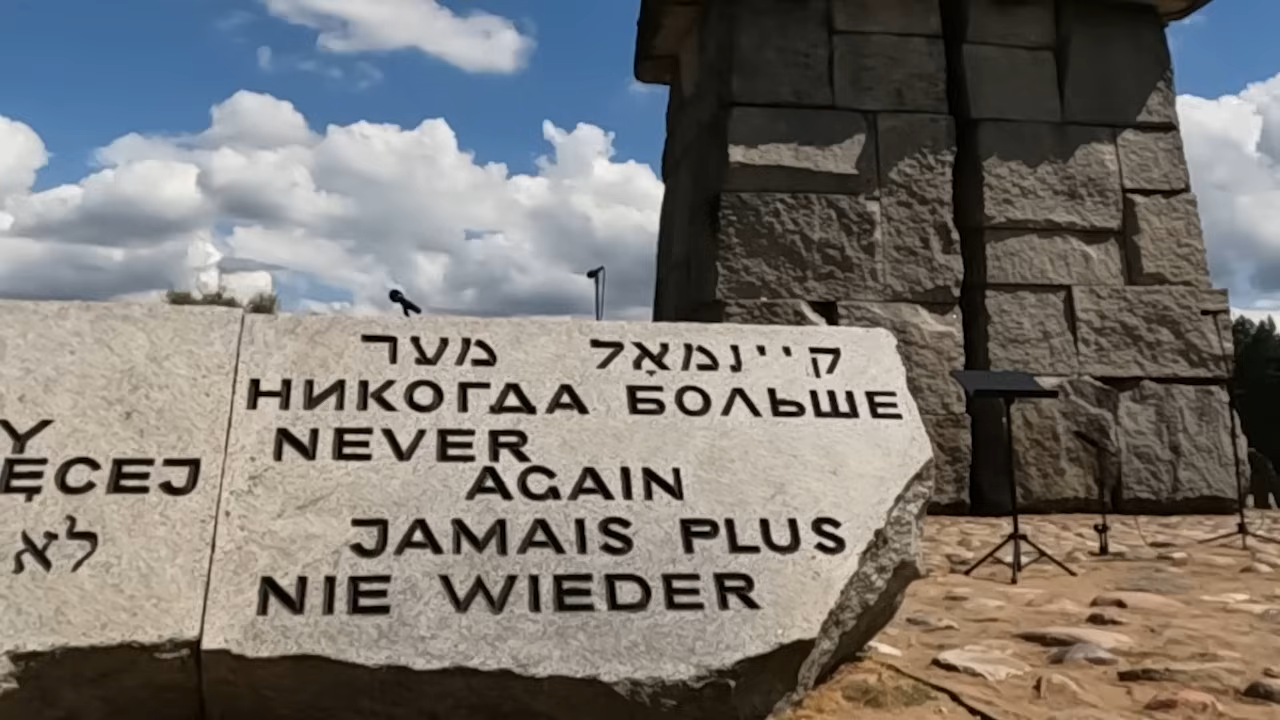 Y
ĘCEJ
לא
קיינמאָל מער
НИКОГДА БОЛЬШЕ
NEVER
AGAIN
JAMAIS PLUS
NIE WIEDER